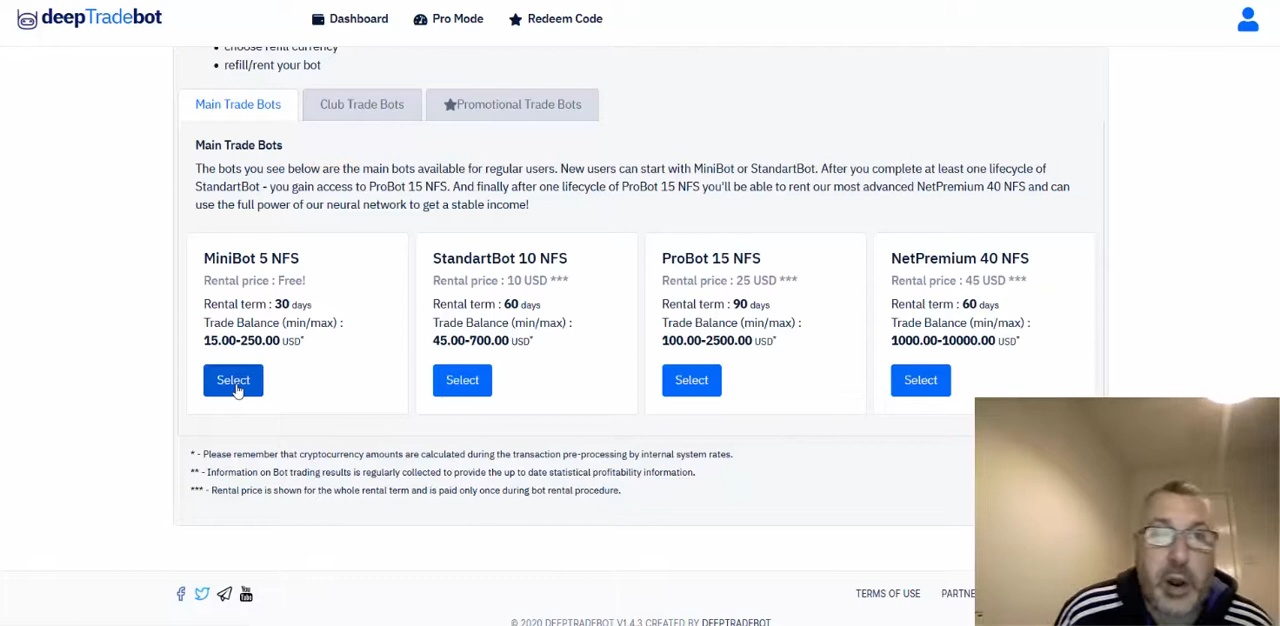 deepTradebot
Dashboard
Pro Mode
Redeem Code
choose refill currency
refill/rent your bot
Main Trade Bots
Club Trade Bots
Promotional Trade Bots
Main Trade Bots
The bots you see below are the main bots available for regular users. New users can start with MiniBot or StandartBot. After you complete at least one lifecycle of
StandartBot - you gain access to ProBot 15 NFS. And finally after one lifecycle of ProBot 15 NFS you'll be able to rent our most advanced NetPremium 40 NFS and can
use the full power of our neural network to get a stable income!
MiniBot 5 NFS
Rental price : Free!
Rental term : 30 days
Trade Balance (min/max) :
15.00-250.00 USD*
Select
StandartBot 10 NFS
Rental price : 10 USD ***
Rental term : 60 days
Trade Balance (min/max) :
45.00-700.00 USD*
Select
ProBot 15 NFS
Rental price : 25 USD ***
Rental term : 90 days
Trade Balance (min/max) :
100.00-2500.00 USD*
Select
NetPremium 40 NFS
Rental price : 45 USD ***
Rental term : 60 days
Trade Balance (min/max) :
1000.00-10000.00 USD*
Select
* - Please remember that cryptocurrency amounts are calculated during the transaction pre-processing by internal system rates.
** - Information on Bot trading results is regularly collected to provide the up to date statistical profitability information.
*** - Rental price is shown for the whole rental term and is paid only once during bot rental procedure.
You Tube
TERMS OF USE
PARTNE
© 2020 DEEPTRADEBOT V1.4.3 CREATED BY DEEPTRADEBOT